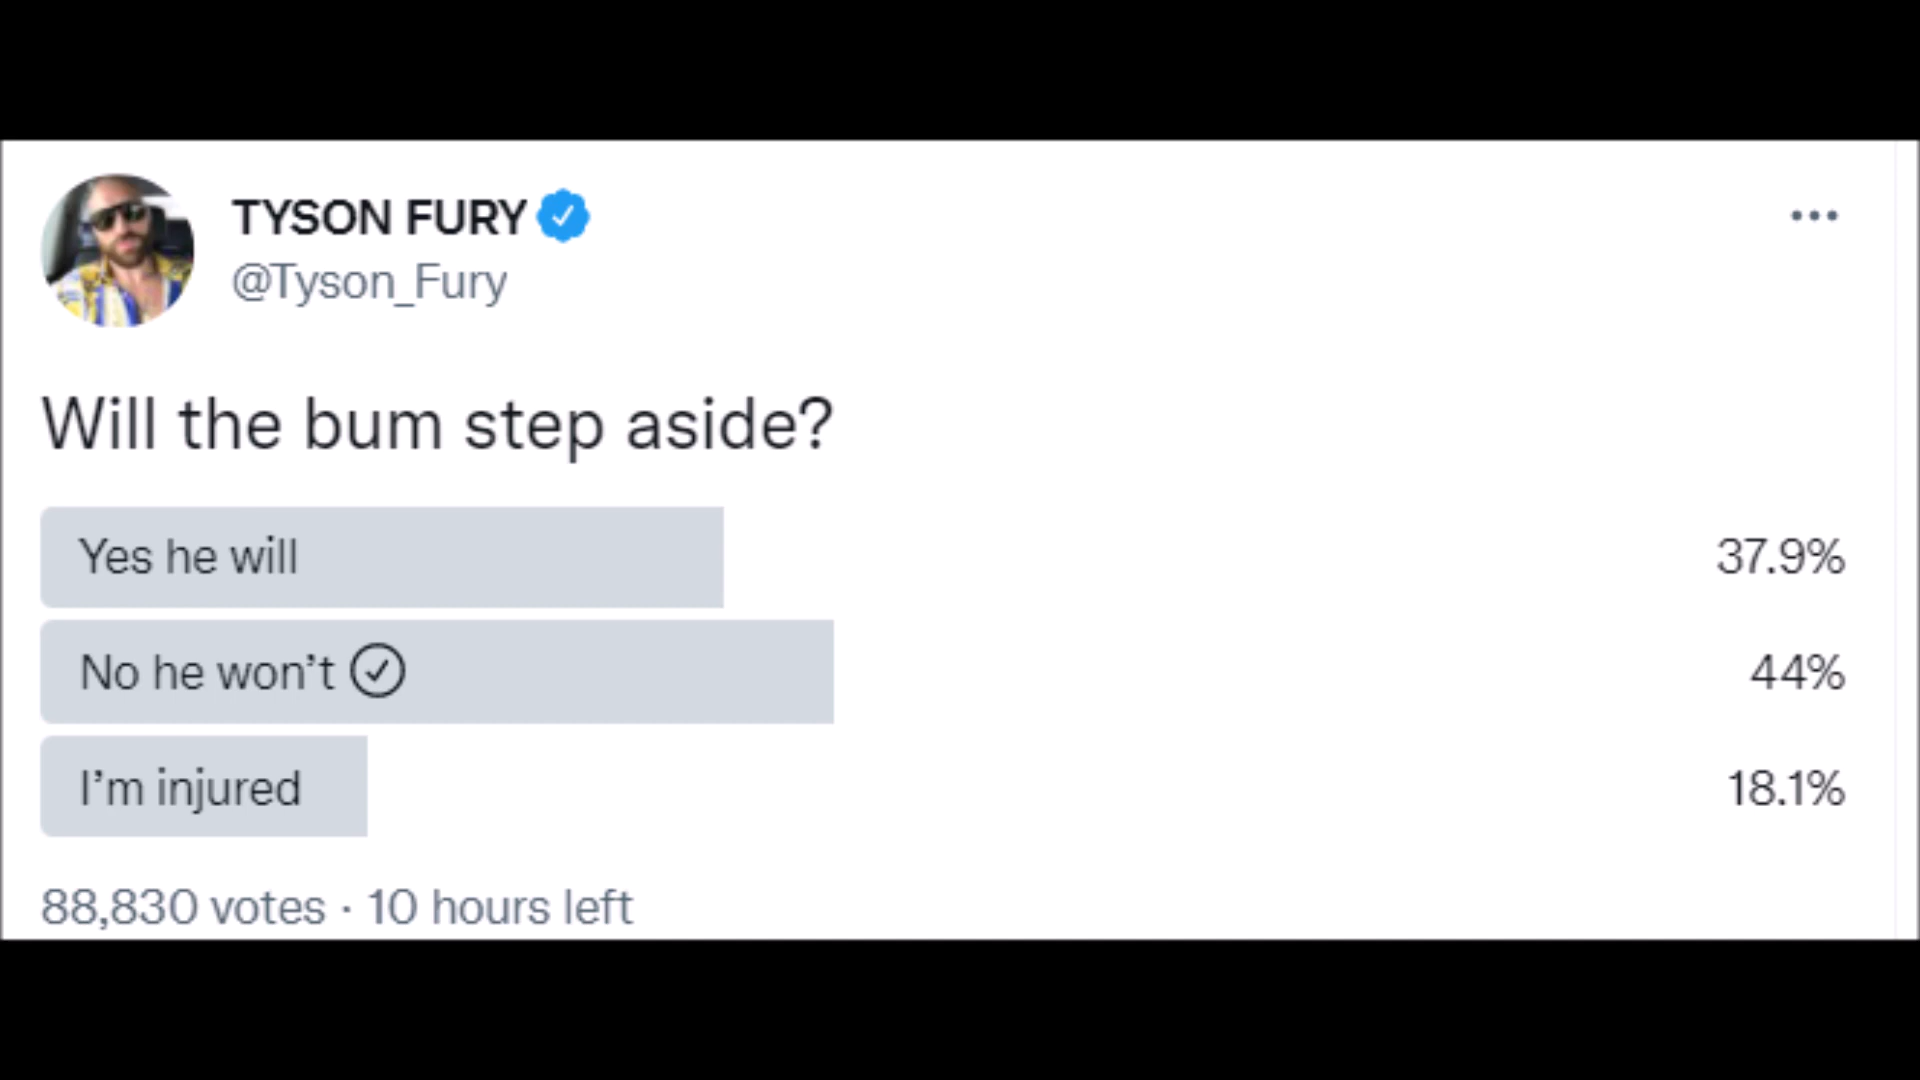 TYSON FURY
@Tyson_Fury
Will the bum step aside?
Yes he will 37.9%
No he won’t 44%
I’m injured 18.1%
88,830 votes · 10 hours left